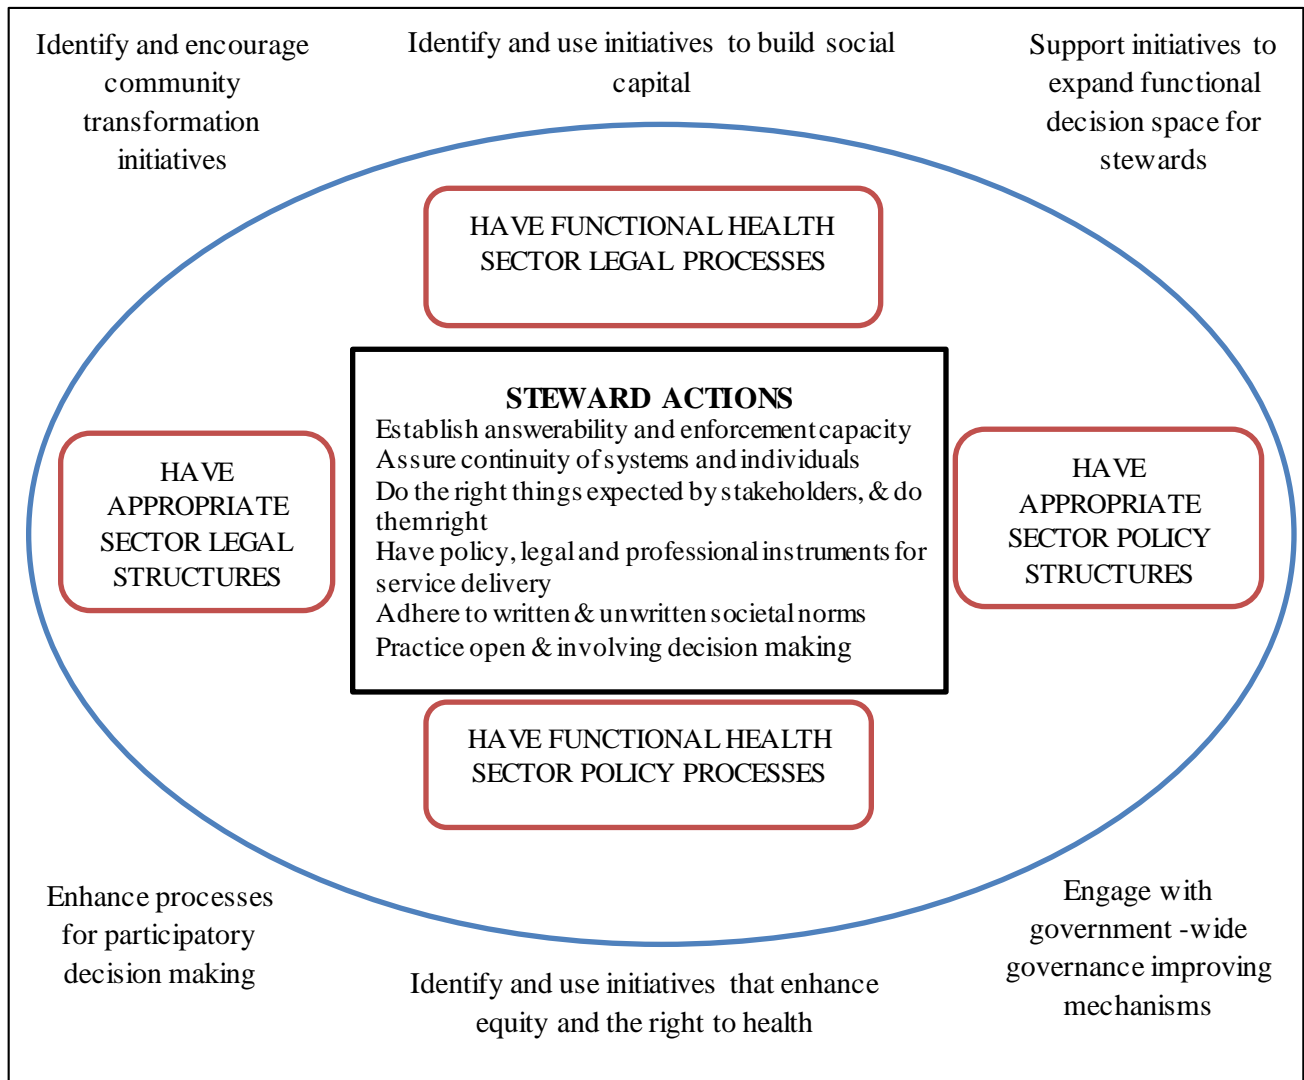 Identify and encourage
community
transformation
initiatives
Identify and use initiatives to build social
capital
Support initiatives to
expand functional
decision space for
stewards
HAVE FUNCTIONAL HEALTH
SECTOR LEGAL PROCESSES
HAVE
APPROPRIATE
SECTOR LEGAL
STRUCTURES
STEWARD ACTIONS
Establish answerability and enforcement capacity
Assure continuity of systems and individuals
Do the right things expected by stakeholders, & do
them right
Have policy, legal and professional instruments for
service delivery
Adhere to written & unwritten societal norms
Practice open & involving decision making
HAVE
APPROPRIATE
SECTOR POLICY
STRUCTURES
HAVE FUNCTIONAL HEALTH
SECTOR POLICY PROCESSES
Enhance processes
for participatory
decision making
Identify and use initiatives that enhance
equity and the right to health
Engage with
government -wide
governance improving
mechanisms